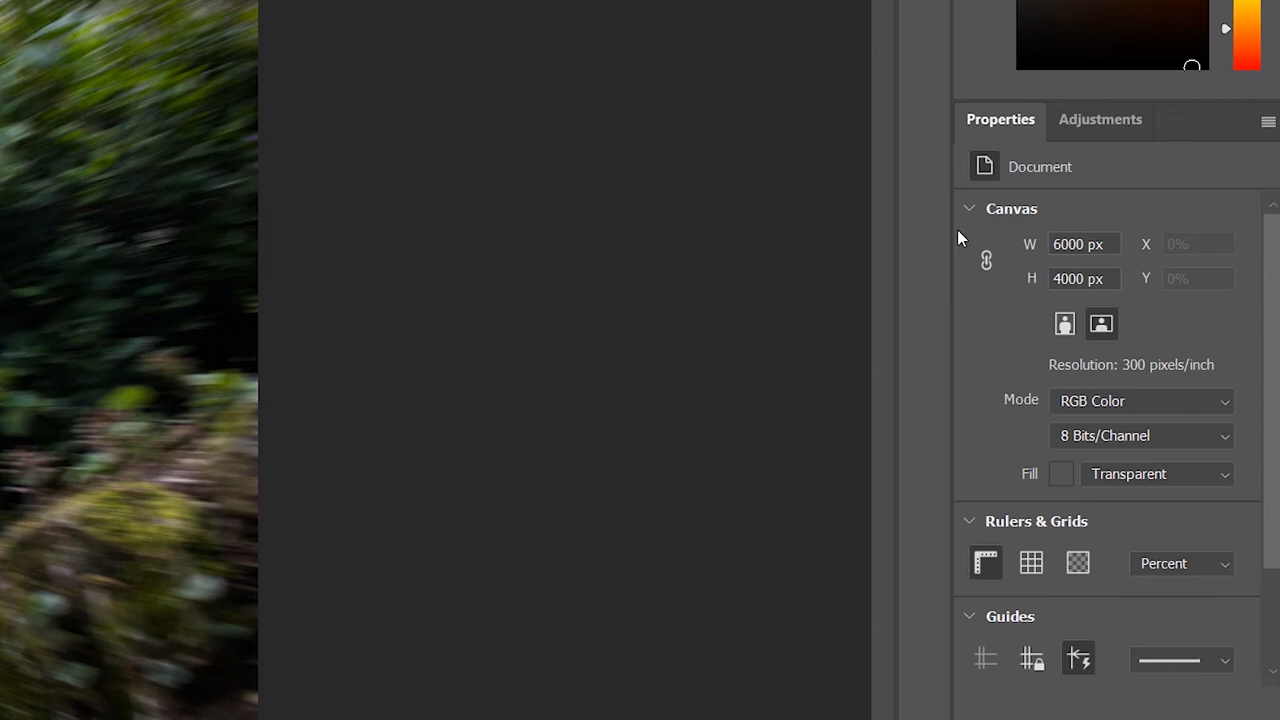 Properties Adjustments
Document
Canvas
W 6000 px X 0%
H 4000 px Y 0%
Resolution: 300 pixels/inch
Mode RGB Color
8 Bits/Channel
Fill Transparent
Rulers & Grids
Percent
Guides